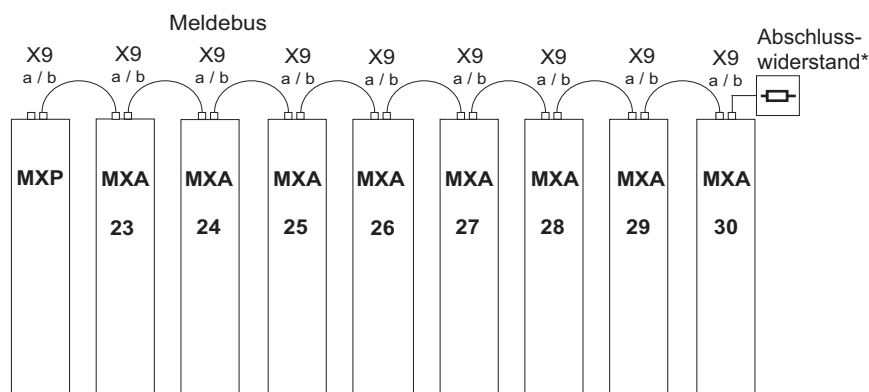 Meldebus
X9 X9 X9 X9 X9 X9 X9 X9 X9
a / b a / b a / b a / b a / b a / b a / b a / b a / b
Abschluss-
widerstand*
MXP MXA MXA MXA MXA MXA MXA MXA MXA
23 24 25 26 27 28 29 30